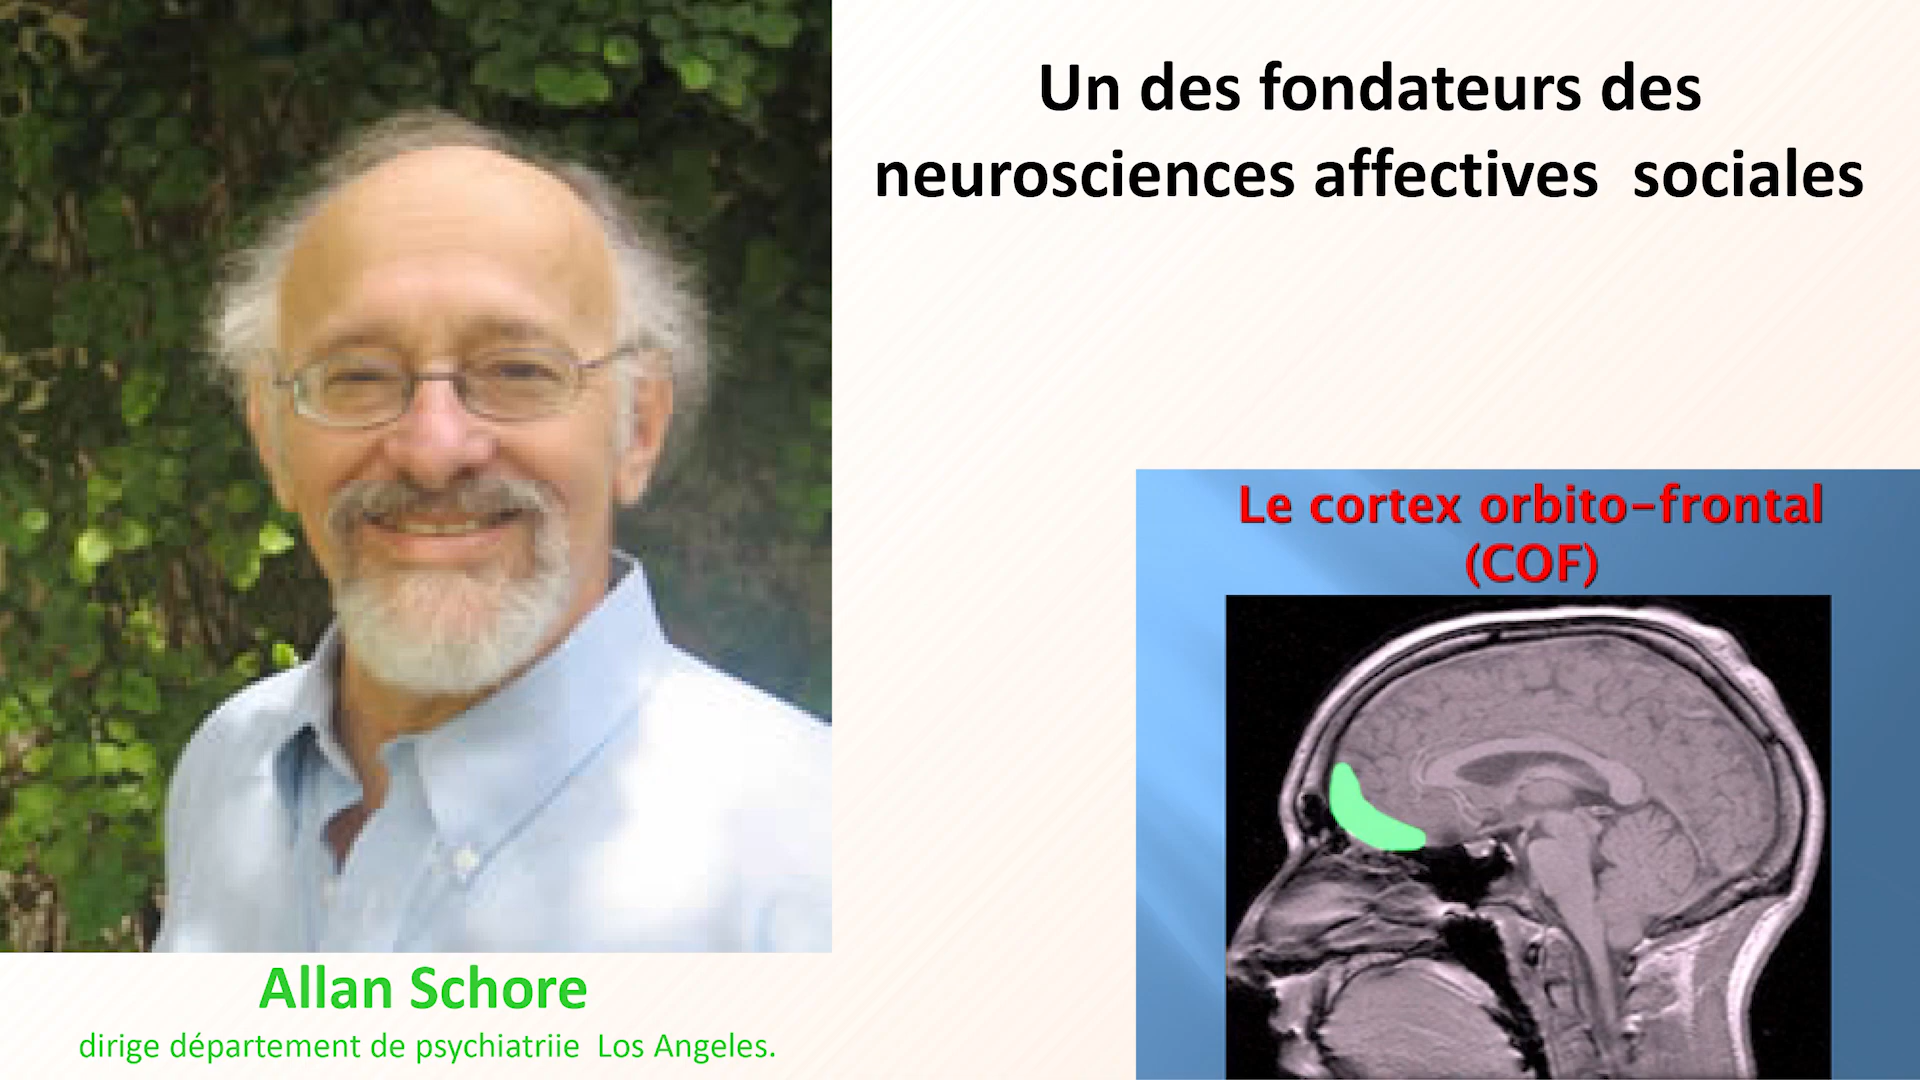 Un des fondateurs des
neurosciences affectives  sociales
Le cortex orbito-frontal
(COF)
Allan Schore
dirige département de psychiatriie  Los Angeles.